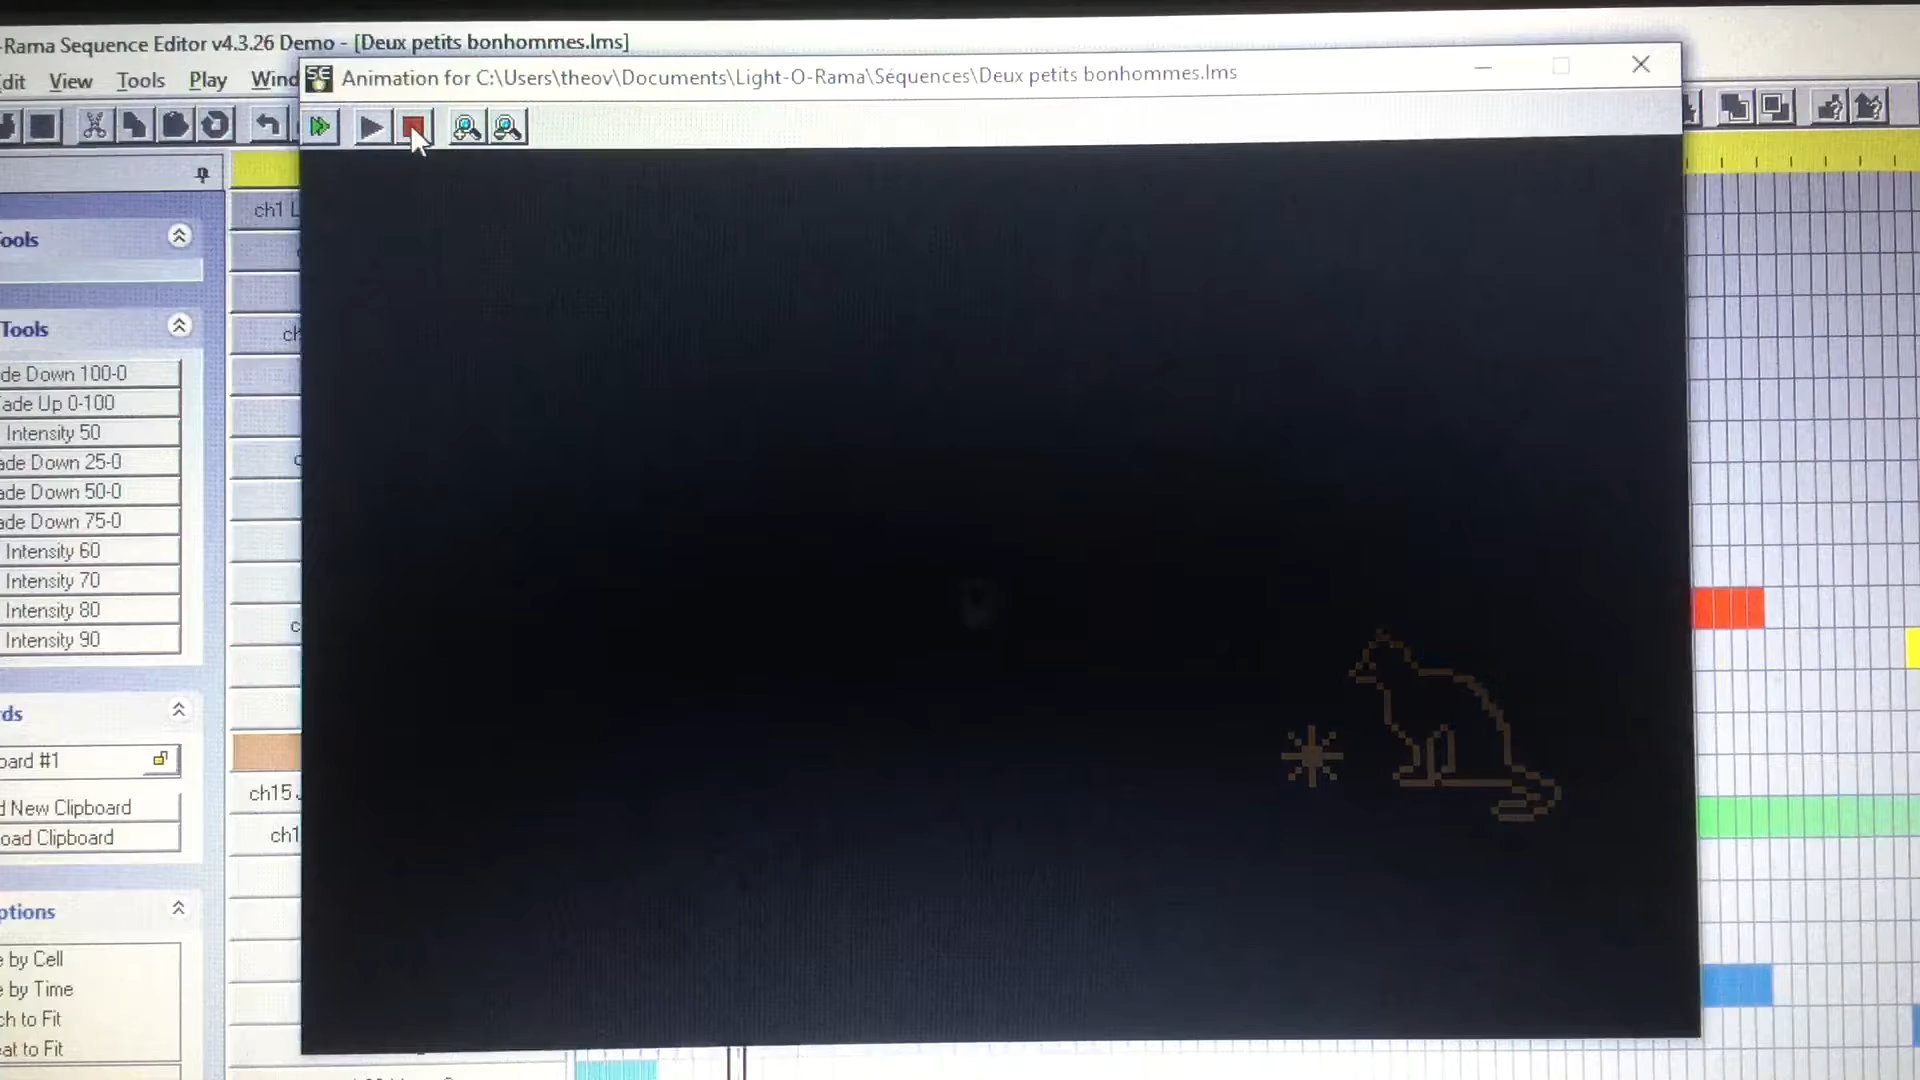 -Rama Sequence Editor v4.3.26 Demo - [Deux petits bonhommes.lms]
dit View Tools Play Wind
SE Animation for C:\Users\theov\Documents\Light-O-Rama\Séquences\Deux petits bonhommes.lms
ch1 L
ools
Tools
de Down 100-0
ade Up 0-100
Intensity 50
ade Down 25-0
ade Down 50-0
ade Down 75-0
Intensity 60
Intensity 70
Intensity 80
Intensity 90
rds
oard #1
d New Clipboard
oad Clipboard
ch15
ch1
ptions
e by Cell
e by Time
ch to Fit
eat to Fit